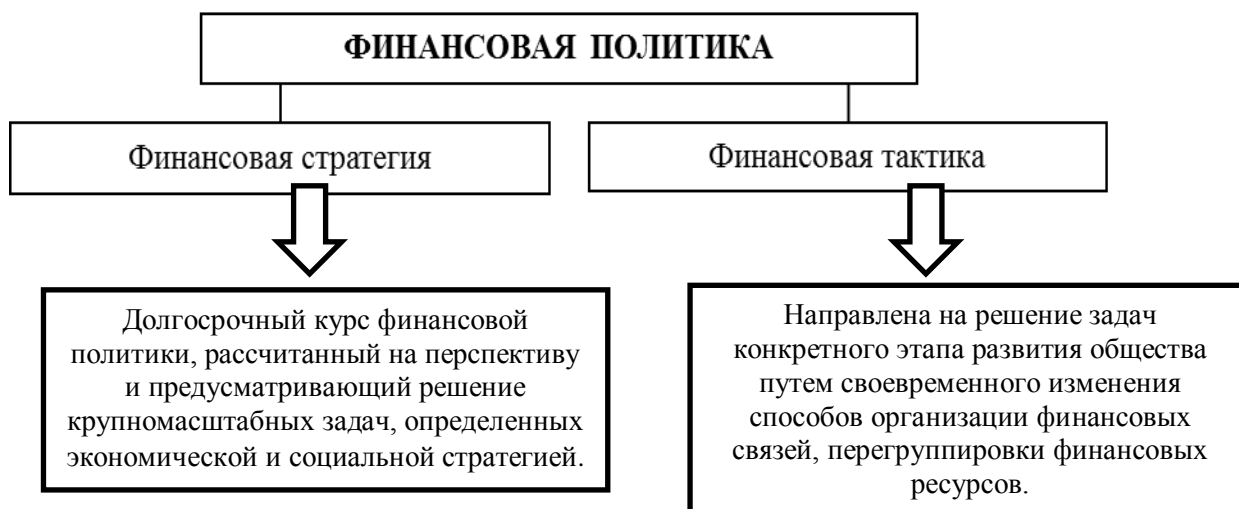 ФИНАНСОВАЯ ПОЛИТИКА
Финансовая стратегия
Финансовая тактика
Долгосрочный курс финансовой
политики, рассчитанный на перспективу
и предусматривающий решение
крупномасштабных задач, определенных
экономической и социальной стратегией.
Направлена на решение задач
конкретного этапа развития общества
путем своевременного изменения
способов организации финансовых
связей, перегруппировки финансовых
ресурсов.